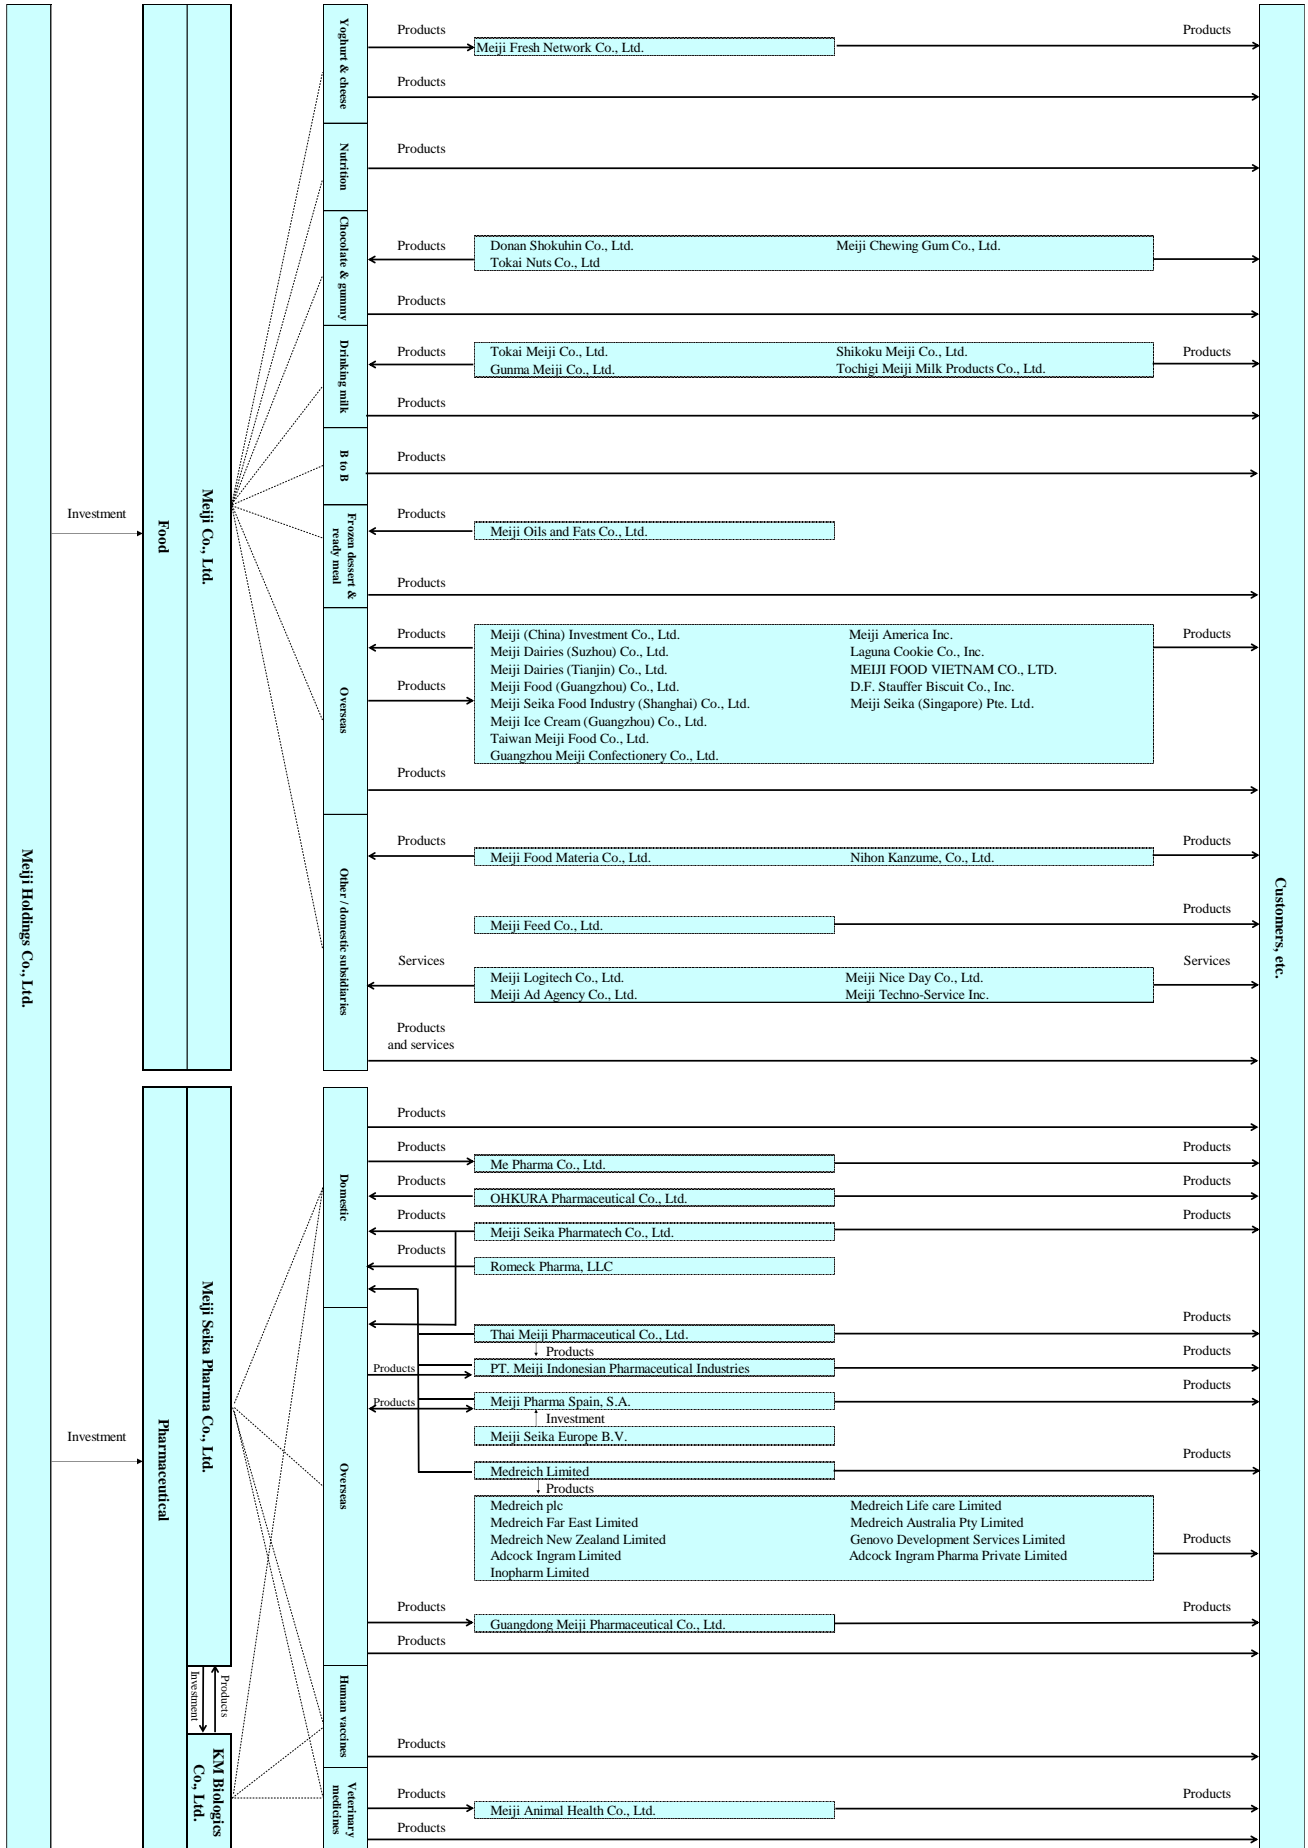 Meiji Holdings Co., Ltd.
Investment
Food
Meiji Co., Ltd.
Yoghurt & cheese
Products
Meiji Fresh Network Co., Ltd.
Products
Products
Nutrition
Products
Chocolate & gummy
Products
Donan Shokuhin Co., Ltd.
Meiji Chewing Gum Co., Ltd.
Tokai Nuts Co., Ltd
Products
Drinking milk
Products
Tokai Meiji Co., Ltd.
Shikoku Meiji Co., Ltd.
Products
Gunma Meiji Co., Ltd.
Tochigi Meiji Milk Products Co., Ltd.
Products
B to B
Products
Frozen dessert &
ready meal
Products
Meiji Oils and Fats Co., Ltd.
Products
Overseas
Products
Products
Meiji (China) Investment Co., Ltd.
Meiji America Inc.
Products
Meiji Dairies (Suzhou) Co., Ltd.
Laguna Cookie Co., Inc.
Meiji Dairies (Tianjin) Co., Ltd.
MEIJI FOOD VIETNAM CO., LTD.
Meiji Food (Guangzhou) Co., Ltd.
D.F. Stauffer Biscuit Co., Inc.
Meiji Seika Food Industry (Shanghai) Co., Ltd.
Meiji Seika (Singapore) Pte. Ltd.
Meiji Ice Cream (Guangzhou) Co., Ltd.
Taiwan Meiji Food Co., Ltd.
Guangzhou Meiji Confectionery Co., Ltd.
Products
Other / domestic subsidiaries
Products
Meiji Food Materia Co., Ltd.
Nihon Kanzume, Co., Ltd.
Products
Meiji Feed Co., Ltd.
Products
Services
Meiji Logitech Co., Ltd.
Meiji Nice Day Co., Ltd.
Services
Meiji Ad Agency Co., Ltd.
Meiji Techno-Service Inc.
Products
and services
Customers, etc.
Investment
Pharmaceutical
Meiji Seika Pharma Co., Ltd.
Investment
Products
KM Biologics
Co., Ltd.
Domestic
Products
Products
Me Pharma Co., Ltd.
Products
Products
OHKURA Pharmaceutical Co., Ltd.
Products
Products
Meiji Seika Pharmatech Co., Ltd.
Products
Products
Romeck Pharma, LLC
Overseas
Thai Meiji Pharmaceutical Co., Ltd.
Products
Products
Products
PT. Meiji Indonesian Pharmaceutical Industries
Products
Products
Meiji Pharma Spain, S.A.
Products
Investment
Meiji Seika Europe B.V.
Medreich Limited
Products
Products
Medreich plc
Medreich Life care Limited
Medreich Far East Limited
Medreich Australia Pty Limited
Medreich New Zealand Limited
Genovo Development Services Limited
Products
Adcock Ingram Limited
Adcock Ingram Pharma Private Limited
Inopharm Limited
Products
Guangdong Meiji Pharmaceutical Co., Ltd.
Products
Products
Human vaccines
Products
Veterinary
medicines
Products
Meiji Animal Health Co., Ltd.
Products
Products